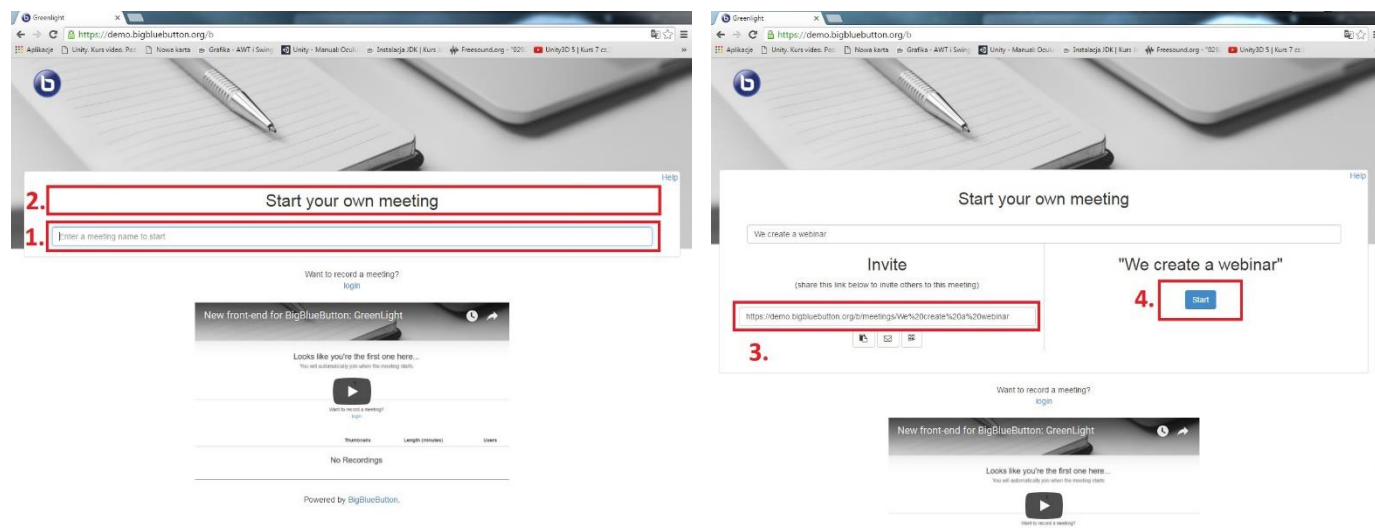 Greenlight
https://demo.bigbluebutton.org/b
Aplikacje Unity. Kurs video. Nowa karta Grafika - AWT i Swing Unity - Manual: Ocul Instalacja JDK | Kurs Freesound.org - "029 Unity3D 5 | Kurs 7 cz.
Help
2.
Start your own meeting
1.
Enter a meeting name to start
Want to record a meeting?
login
New front-end for BigBlueButton: GreenLight
Looks like you're the first one here...
You will automatically join when the meeting starts.
Want to record a meeting?
login
Thumbnails Length (minutes) Users
No Recordings
Powered by BigBlueButton.
Greenlight
https://demo.bigbluebutton.org/b
Aplikacje Unity. Kurs video. Nowa karta Grafika - AWT i Swing Unity - Manual: Ocul Instalacja JDK | Kurs Freesound.org - "029 Unity3D 5 | Kurs 7 cz.
Help
Start your own meeting
We create a webinar
Invite
(share this link below to invite others to this meeting)
https://demo.bigbluebutton.org/b/meetings/We%20create%20a%20webinar
3.
"We create a webinar"
4.
Start
Want to record a meeting?
login
New front-end for BigBlueButton: GreenLight
Looks like you're the first one here...
You will automatically join when the meeting starts.
Want to record a meeting?